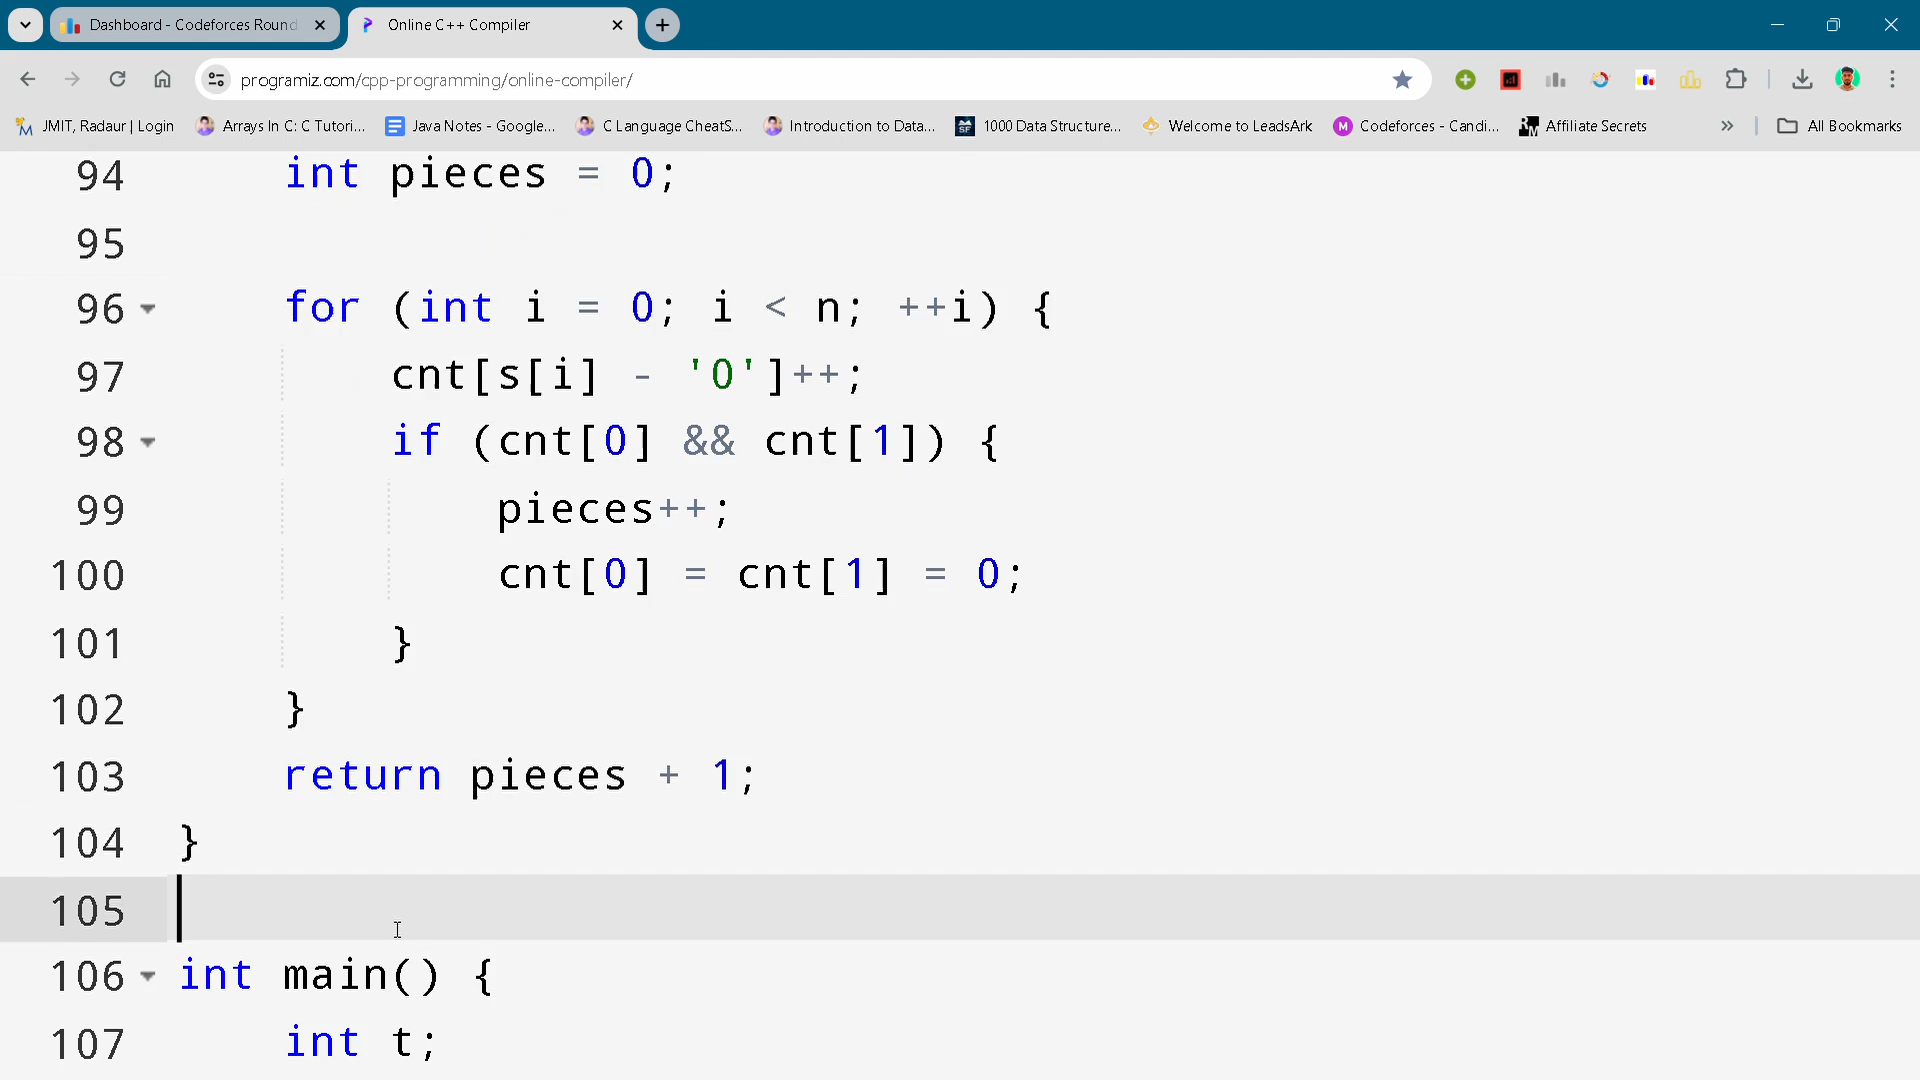 Dashboard - Codeforces Round
Online C++ Compiler
programiz.com/cpp-programming/online-compiler/
JMIT, Radaur | Login
Arrays In C: C Tutori...
Java Notes - Google...
C Language CheatS...
Introduction to Data...
1000 Data Structure...
Welcome to LeadsArk
Codeforces - Candi...
Affiliate Secrets
All Bookmarks
94 int pieces = 0;
95
96 for (int i = 0; i < n; ++i) {
97 cnt[s[i] - '0']++;
98 if (cnt[0] && cnt[1]) {
99 pieces++;
100 cnt[0] = cnt[1] = 0;
101 }
102 }
103 return pieces + 1;
104 }
105
106 int main() {
107 int t;